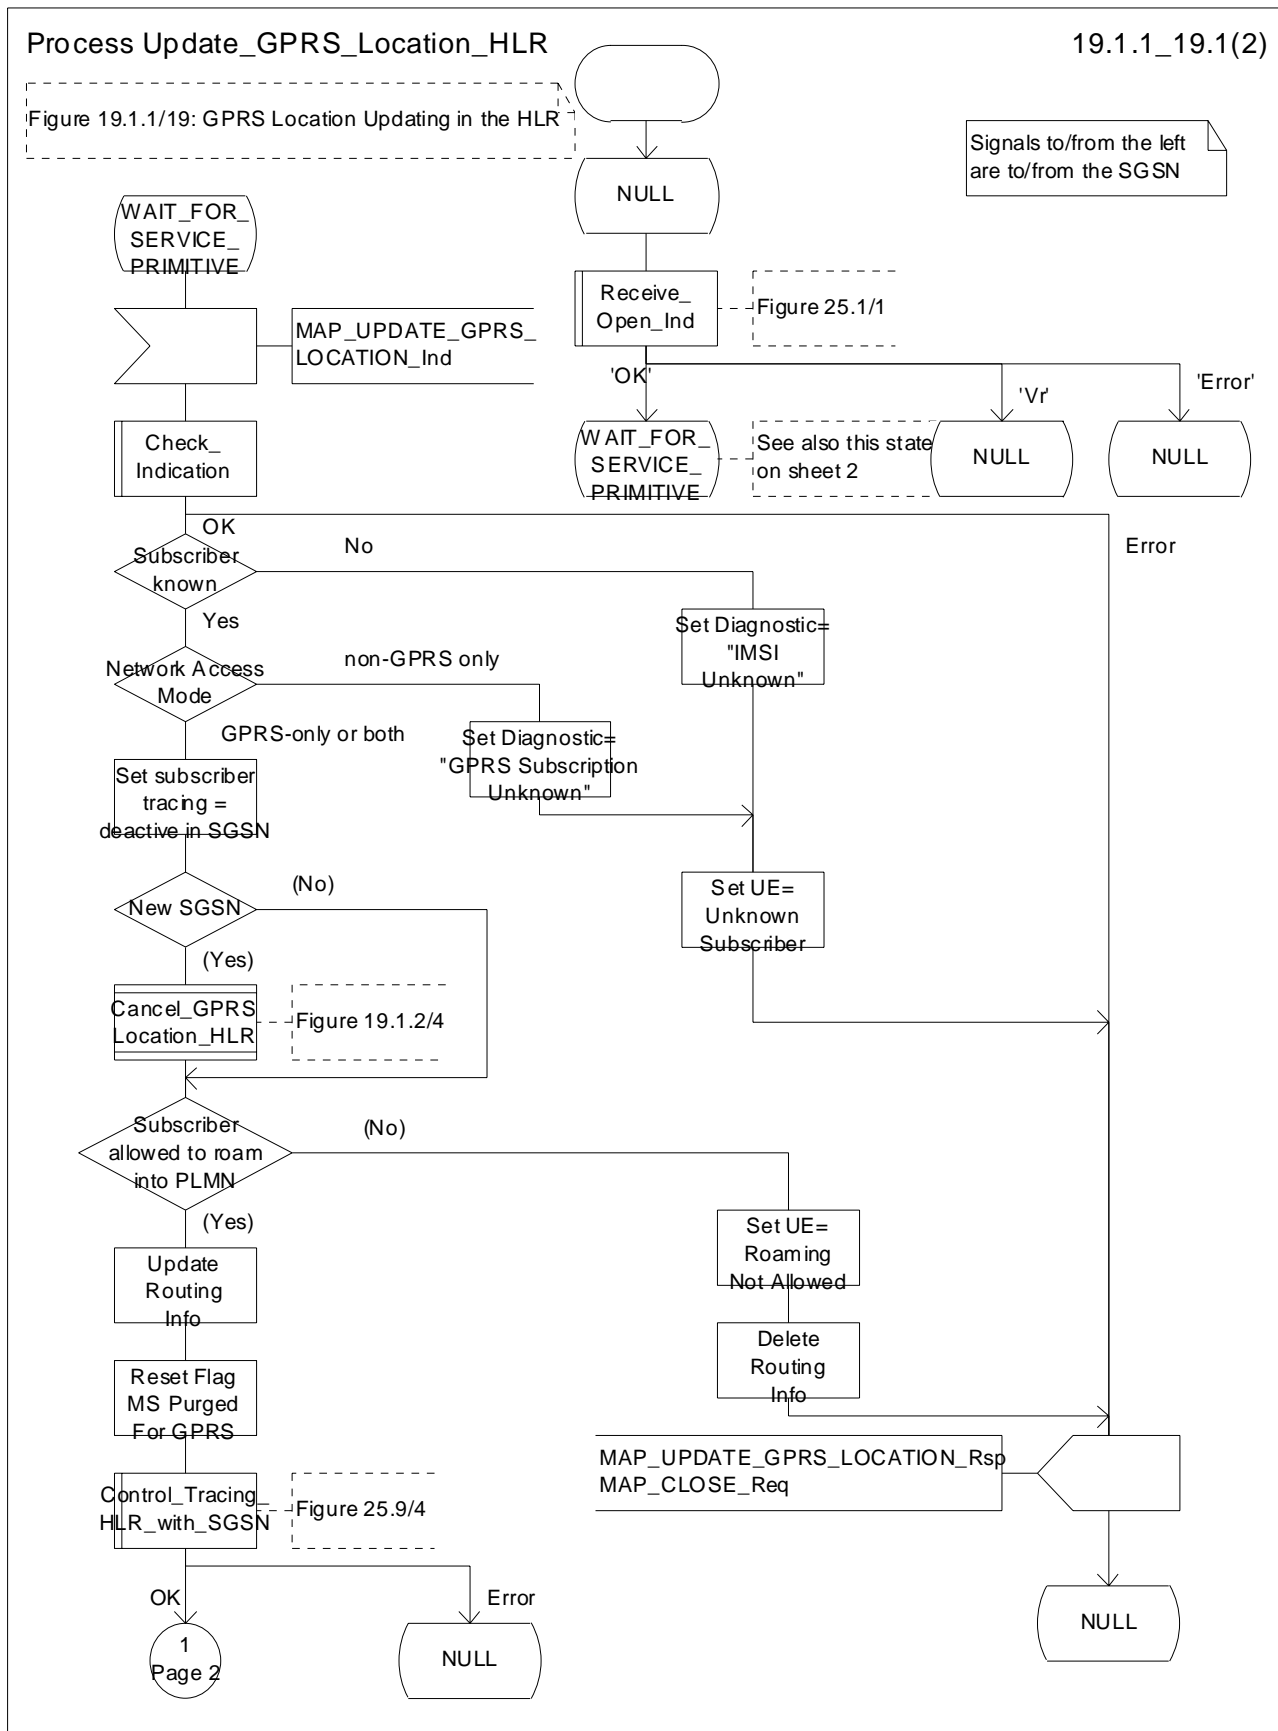 Process Update_GPRS_Location_HLR
19.1.1_19.1(2)
Figure 19.1.1/19: GPRS Location Updating in the HLR
Signals to/from the left
are to/from the SGSN
NULL
WAIT_FOR_
SERVICE_
PRIMITIVE
Receive_
Open_Ind
Figure 25.1/1
MAP_UPDATE_GPRS_
LOCATION_Ind
'OK'
'Vr'
'Error'
Check_
Indication
WAIT_FOR_
SERVICE_
PRIMITIVE
See also this state
on sheet 2
NULL
NULL
OK
Error
Subscriber
known
No
Yes
Set Diagnostic=
"IMSI
Unknown"
Network Access
Mode
non-GPRS only
GPRS-only or both
Set Diagnostic=
"GPRS Subscription
Unknown"
Set subscriber
tracing =
deactive in SGSN
New SGSN
(No)
(Yes)
Set UE=
Unknown
Subscriber
Cancel_GPRS
Location_HLR
Figure 19.1.2/4
Subscriber
allowed to roam
into PLMN
(No)
(Yes)
Set UE=
Roaming
Not Allowed
Update
Routing
Info
Delete
Routing
Info
Reset Flag
MS Purged
For GPRS
MAP_UPDATE_GPRS_LOCATION_Rsp
MAP_CLOSE_Req
Control_Tracing_
HLR_with_SGSN
Figure 25.9/4
OK
Error
1
Page 2
NULL
NULL